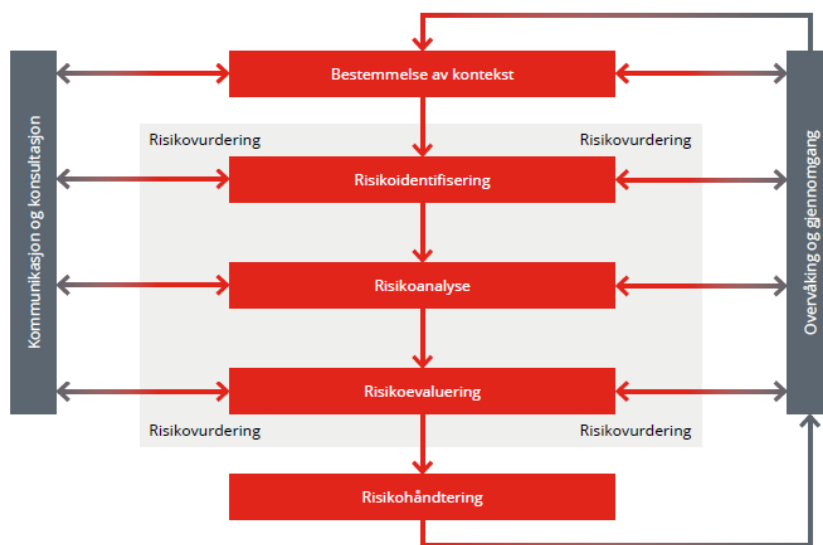 Bestemmelse av kontekst
Kommunikasjon og konsultasjon
Overvåking og gjennomgang
Risikovurdering
Risikovurdering
Risikoidentifisering
Risikoanalyse
Risikoevaluering
Risikovurdering
Risikovurdering
Risikohåndtering